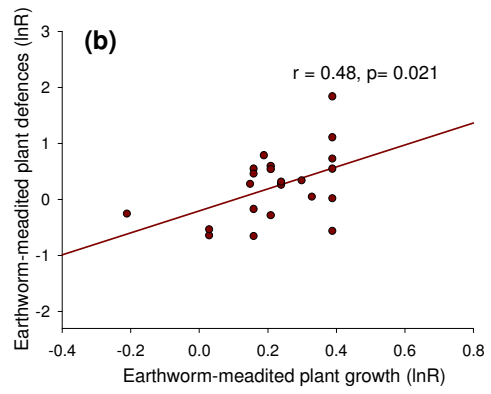 (b)
r = 0.48, p= 0.021
Earthworm-meadited plant defences (lnR)
3
2
1
0
-1
-2
-0.4 -0.2 0.0 0.2 0.4 0.6 0.8
Earthworm-meadited plant growth (lnR)